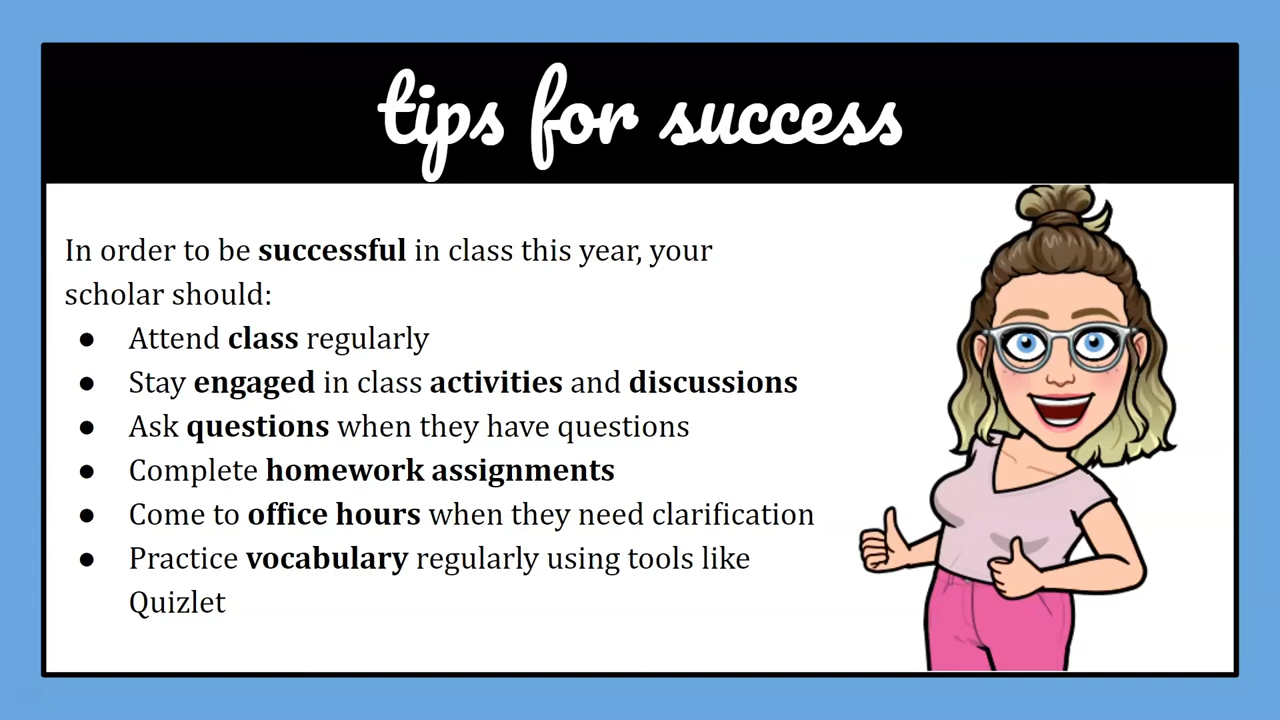 tips for success
In order to be successful in class this year, your
scholar should:
● Attend class regularly
● Stay engaged in class activities and discussions
● Ask questions when they have questions
● Complete homework assignments
● Come to office hours when they need clarification
● Practice vocabulary regularly using tools like
Quizlet